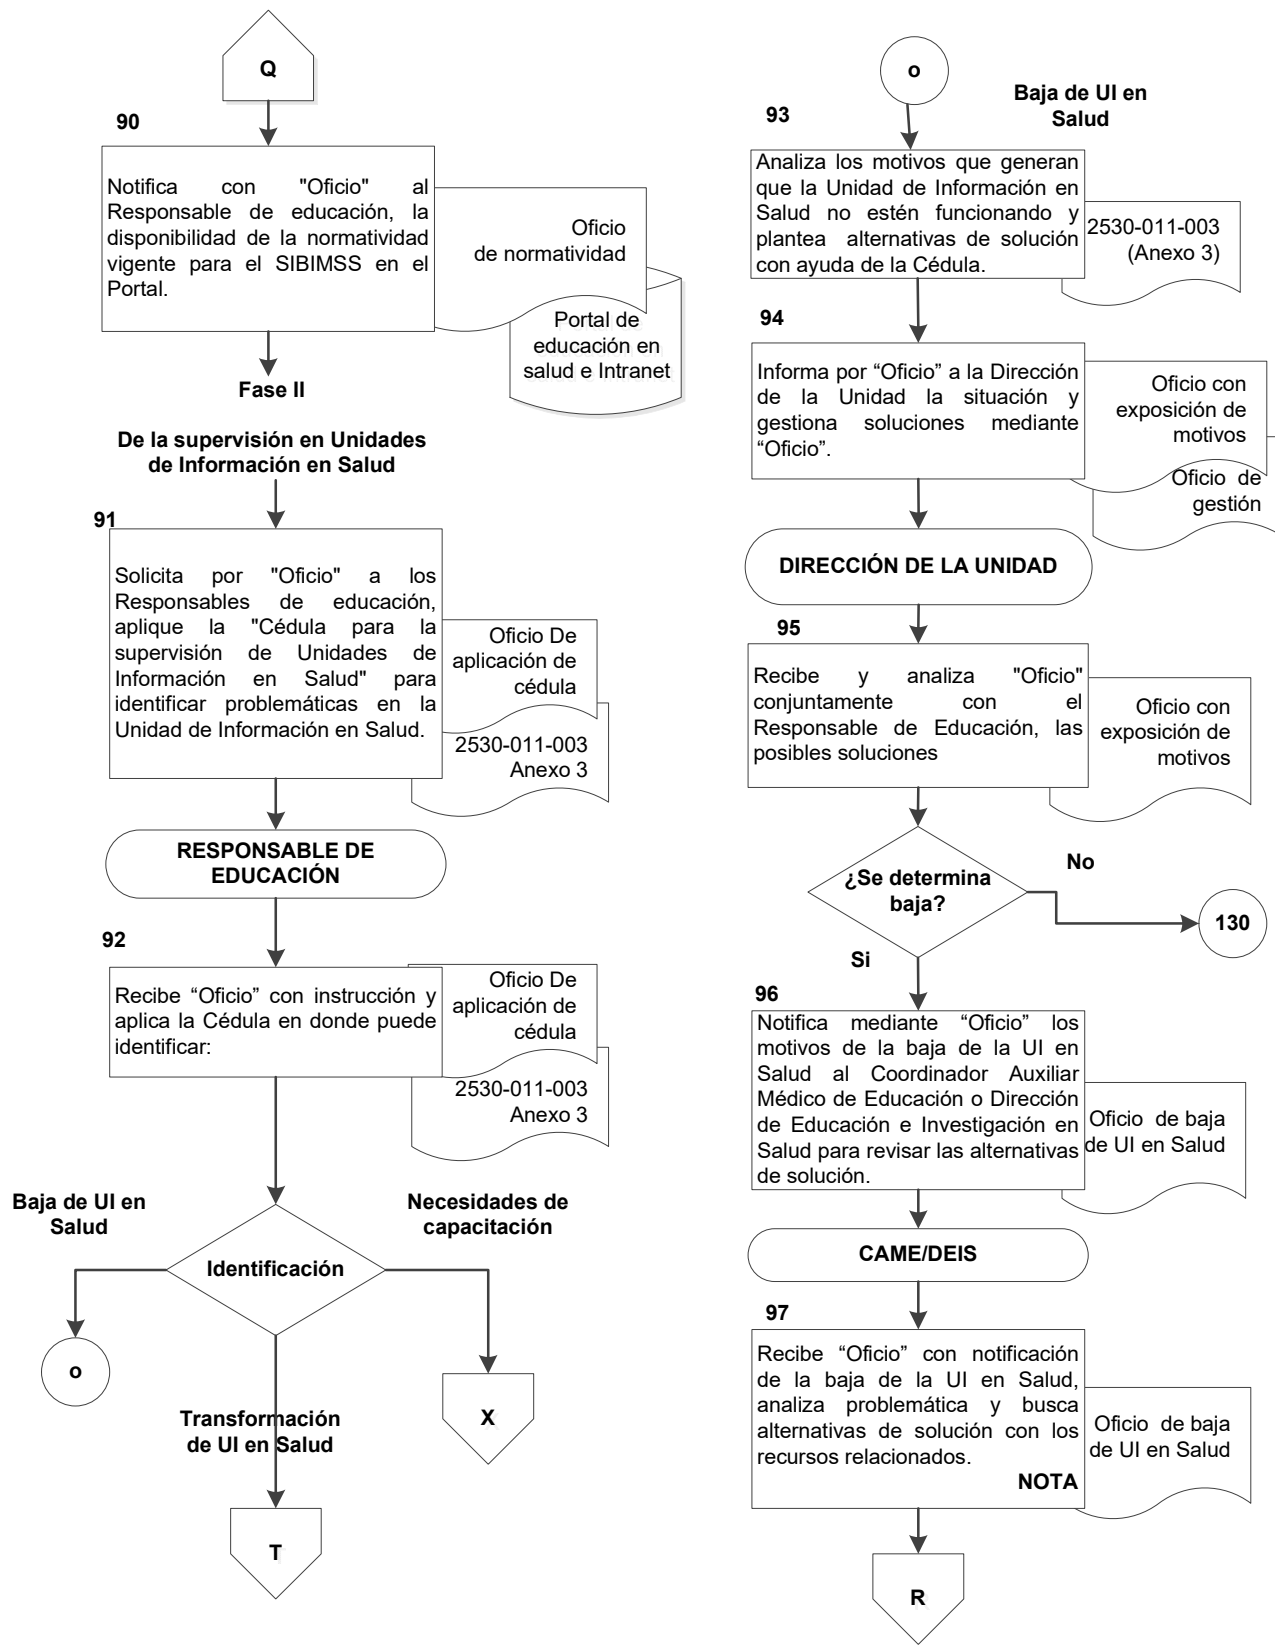 Q
90
Notifica con "Oficio" al
Responsable de educación, la
disponibilidad de la normatividad
vigente para el SIBIMSS en el
Portal.
Oficio
de normatividad
Portal de
educación en
salud e Intranet
Fase II
De la supervisión en Unidades
de Información en Salud
91
Solicita por "Oficio" a los
Responsables de educación,
aplique la "Cédula para la
supervisión de Unidades de
Información en Salud" para
identificar problemáticas en la
Unidad de Información en Salud.
Oficio De
aplicación de
cédula
2530-011-003
Anexo 3
RESPONSABLE DE
EDUCACIÓN
92
Recibe “Oficio” con instrucción y
aplica la Cédula en donde puede
identificar:
Oficio De
aplicación de
cédula
2530-011-003
Anexo 3
Baja de UI en
Salud
Necesidades de
capacitación
Identificación
o
X
Transformación
de UI en Salud
T
o
Baja de UI en
Salud
93
Analiza los motivos que generan
que la Unidad de Información en
Salud no estén funcionando y
plantea alternativas de solución
con ayuda de la Cédula.
2530-011-003
(Anexo 3)
94
Informa por “Oficio” a la Dirección
de la Unidad la situación y
gestiona soluciones mediante
“Oficio”.
Oficio con
exposición de
motivos
Oficio de
gestión
DIRECCIÓN DE LA UNIDAD
95
Recibe y analiza "Oficio"
conjuntamente con el
Responsable de Educación, las
posibles soluciones
Oficio con
exposición de
motivos
¿Se determina
baja?
No
130
Si
96
Notifica mediante “Oficio” los
motivos de la baja de la UI en
Salud al Coordinador Auxiliar
Médico de Educación o Dirección
de Educación e Investigación en
Salud para revisar las alternativas
de solución.
Oficio de baja
de UI en Salud
CAME/DEIS
97
Recibe “Oficio” con notificación
de la baja de la UI en Salud,
analiza problemática y busca
alternativas de solución con los
recursos relacionados.
NOTA
Oficio de baja
de UI en Salud
R